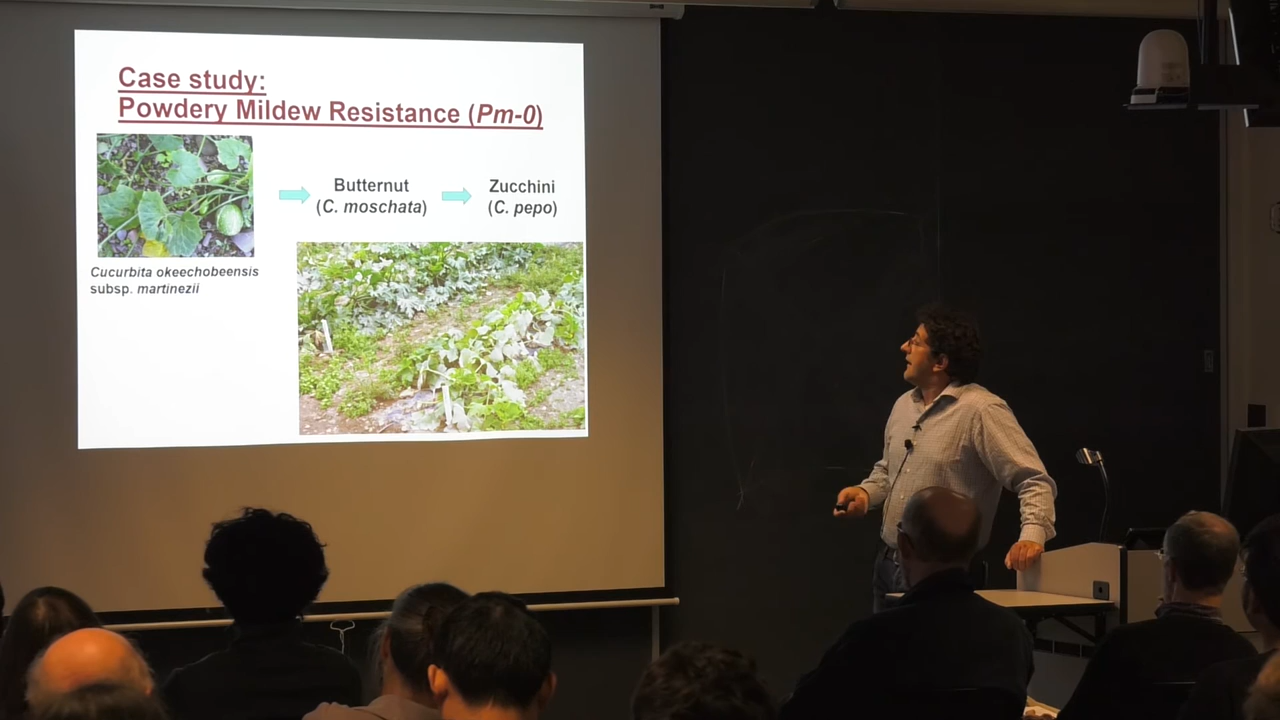 Case study:
Powdery Mildew Resistance (Pm-0)
Butternut
(C. moschata)
Zucchini
(C. pepo)
Cucurbita okeechobeensis
subsp. martinezii